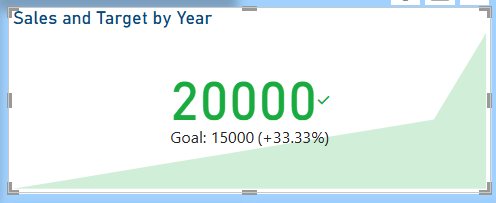 Sales and Target by Year
20000✓
Goal: 15000 (+33.33%)